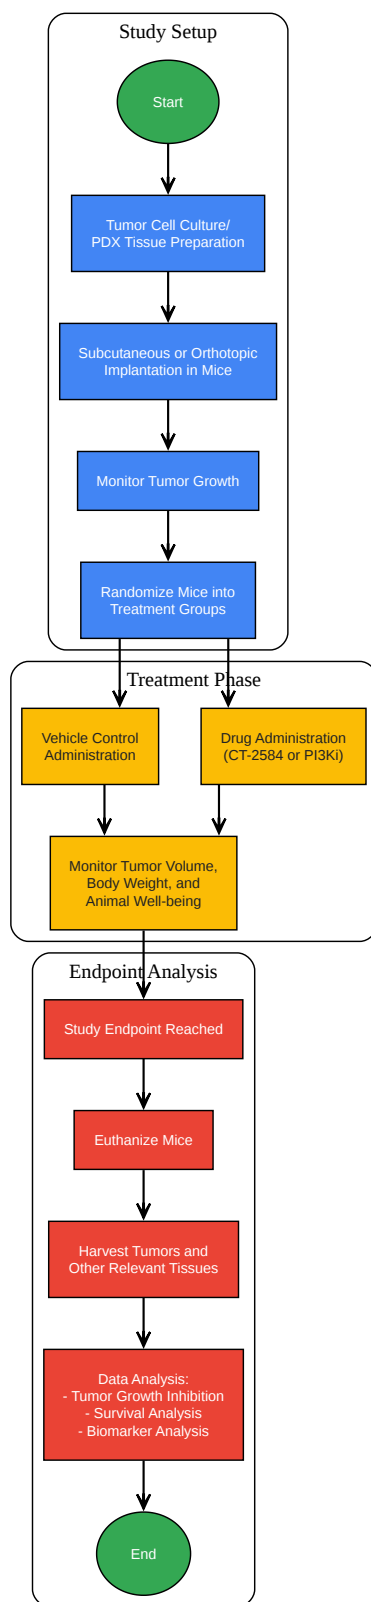 Study Setup
Start
Tumor Cell Culture/
PDX Tissue Preparation
Subcutaneous or Orthotopic
Implantation in Mice
Monitor Tumor Growth
Randomize Mice into
Treatment Groups
Treatment Phase
Vehicle Control
Administration
Drug Administration
(CT-2584 or PI3Ki)
Monitor Tumor Volume,
Body Weight, and
Animal Well-being
Endpoint Analysis
Study Endpoint Reached
Euthanize Mice
Harvest Tumors and
Other Relevant Tissues
Data Analysis:
- Tumor Growth Inhibition
- Survival Analysis
- Biomarker Analysis
End